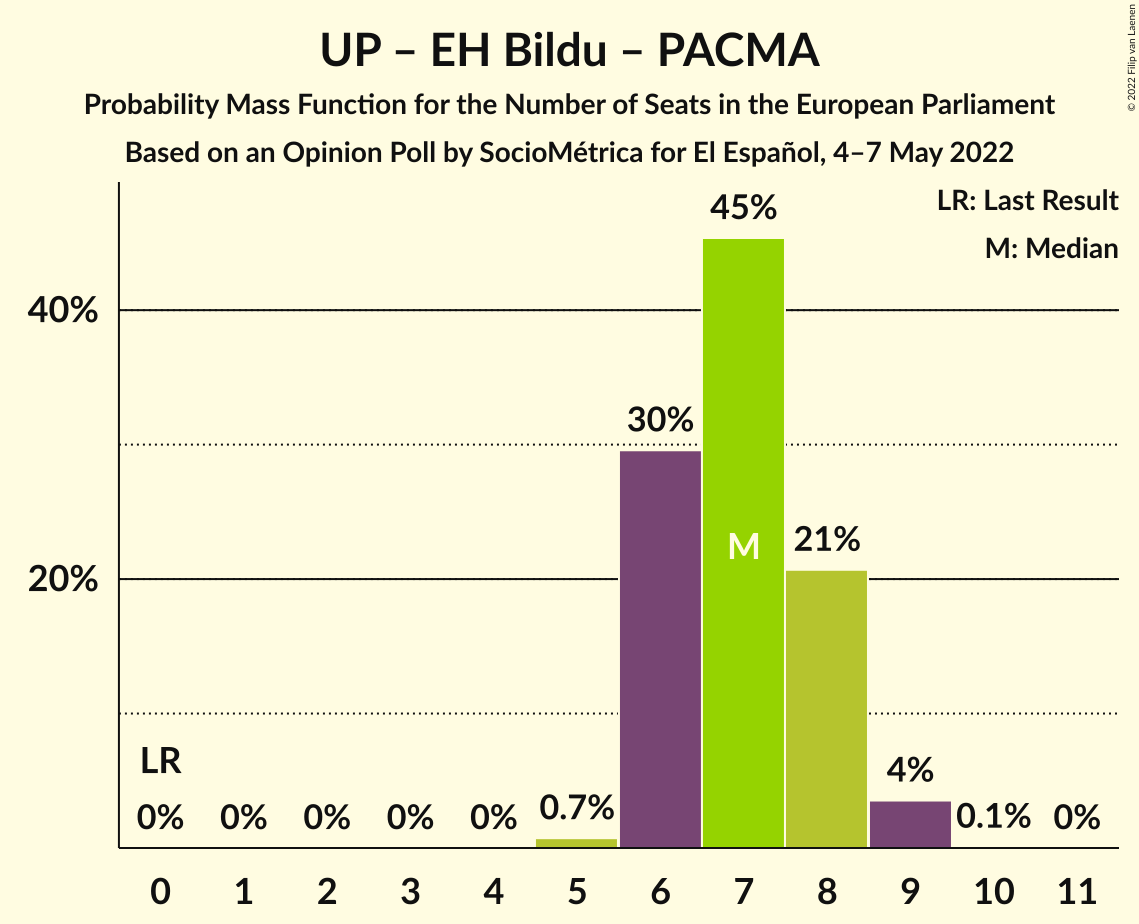 UP – EH Bildu – PACMA
Probability Mass Function for the Number of Seats in the European Parliament
Based on an Opinion Poll by SocioMétrica for El Español, 4–7 May 2022
© 2022 Filip van Laenen
LR: Last Result
M: Median
45%
40%
30%
M
21%
20%
LR
0% 0% 0% 0% 0% 0.7% 4% 0.1% 0%
0 1 2 3 4 5 6 7 8 9 10 11